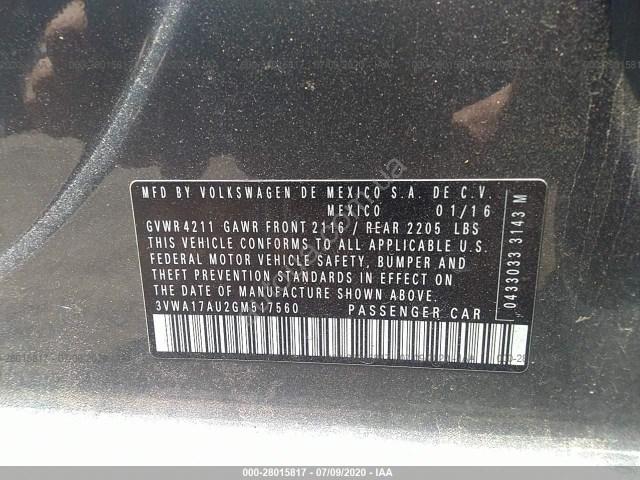 MFD BY VOLKSWAGEN DE MEXICO S.A. DE C.V.
MEXICO 01/16
GVWR 4211 GAWR FRONT 2116 / REAR 2205 LBS
THIS VEHICLE CONFORMS TO ALL APPLICABLE U.S.
FEDERAL MOTOR VEHICLE SAFETY, BUMPER AND
THEFT PREVENTION STANDARDS IN EFFECT ON
THE DATE OF MANUFACTURE SHOWN ABOVE.
3VWA17AU2GM517560 PASSENGER CAR
0433033 3143 M
000-28015817 - 07/09/2020 - IAA